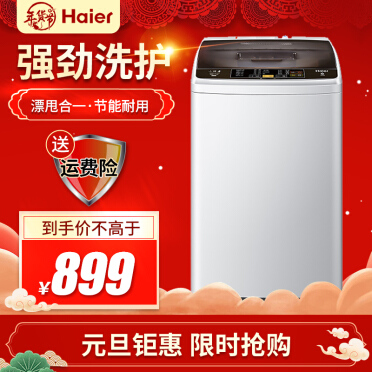 年货节 Haier
强劲洗护
漂甩合一·节能耐用
送
运费险
到手价不高于
¥899
元旦钜惠 限时抢购